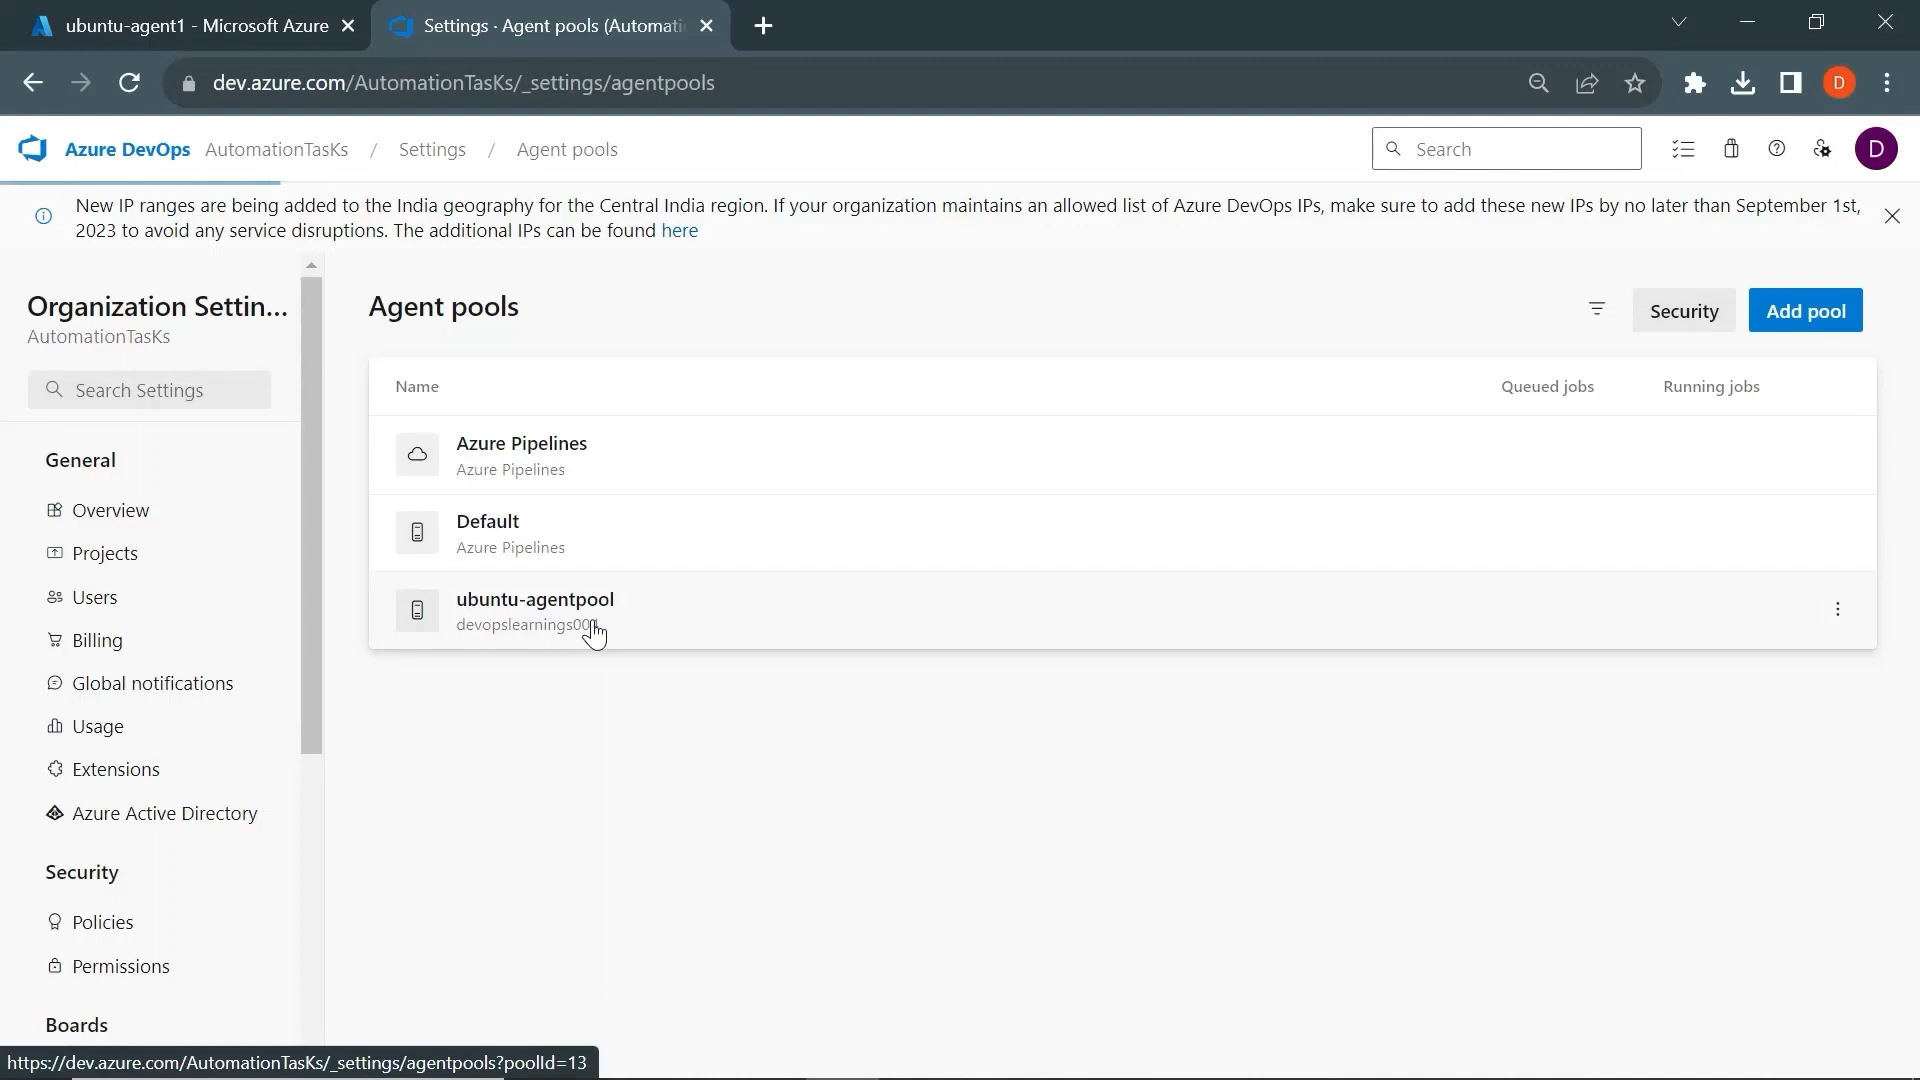 ubuntu-agent1 - Microsoft Azure
Settings · Agent pools (Automati
dev.azure.com/AutomationTasKs/_settings/agentpools
D
Azure DevOps AutomationTasKs / Settings / Agent pools
Search
D
New IP ranges are being added to the India geography for the Central India region. If your organization maintains an allowed list of Azure DevOps IPs, make sure to add these new IPs by no later than September 1st,
2023 to avoid any service disruptions. The additional IPs can be found here
Organization Settin...
AutomationTasKs
Search Settings
General
Overview
Projects
Users
Billing
Global notifications
Usage
Extensions
Azure Active Directory
Security
Policies
Permissions
Boards
Agent pools
Security
Add pool
Name
Queued jobs
Running jobs
Azure Pipelines
Azure Pipelines
Default
Azure Pipelines
ubuntu-agentpool
https://dev.azure.com/AutomationTasKs/_settings/agentpools?poolId=13